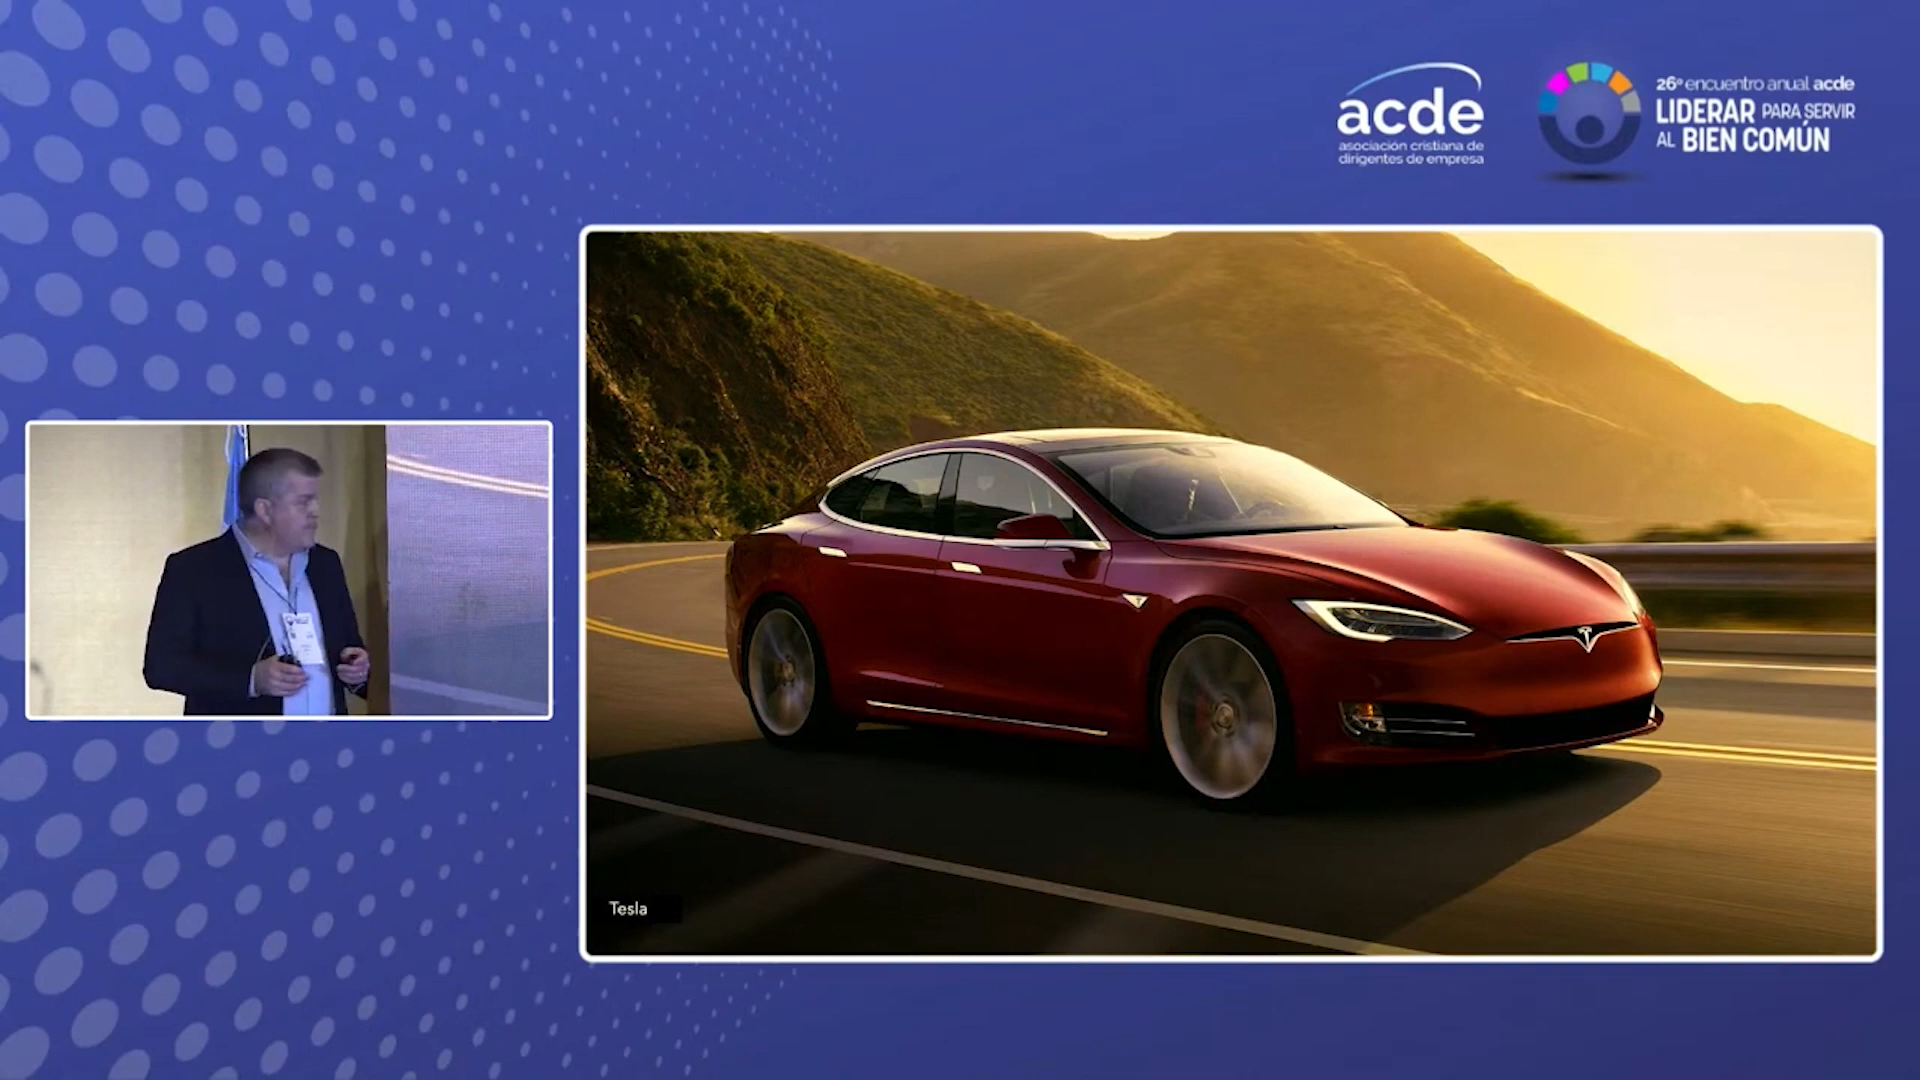 acde
asociación cristiana de
dirigentes de empresa
26º encuentro anual acde
LIDERAR PARA SERVIR
AL BIEN COMÚN
Tesla